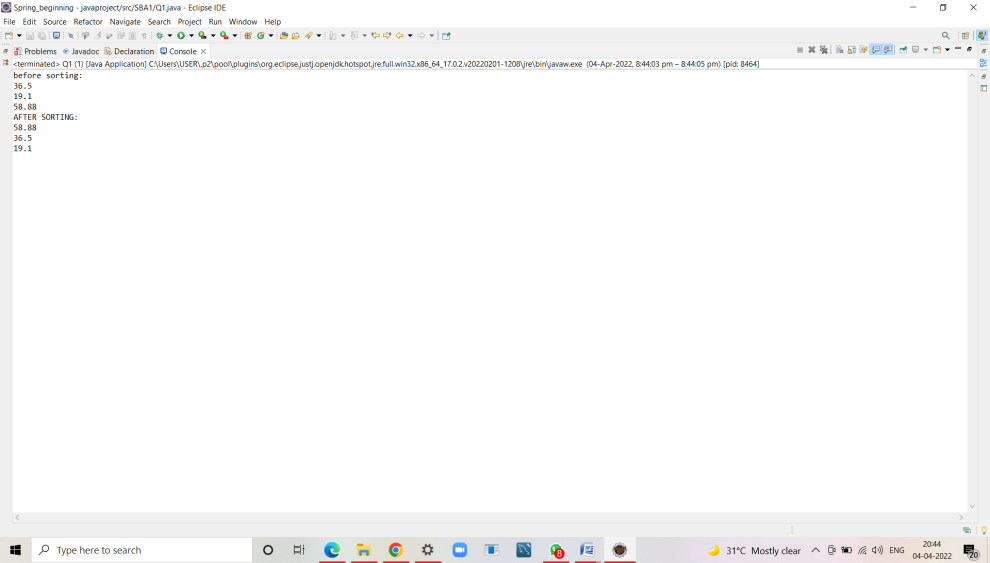 Spring_beginning - javaproject/src/SBA1/Q1.java - Eclipse IDE
File Edit Source Refactor Navigate Search Project Run Window Help
Problems Javadoc Declaration Console
<terminated> Q1 (1) [Java Application] C:\Users\USER\.p2\pool\plugins\org.eclipse.justj.openjdk.hotspot.jre.full.win32.x86_64_17.0.2.v20220201-1208\jre\bin\javaw.exe (04-Apr-2022, 8:44:03 pm – 8:44:05 pm) [pid: 8464]
before sorting:
36.5
19.1
58.88
AFTER SORTING:
58.88
36.5
19.1
Type here to search
8
31°C Mostly clear
ENG
20:44
04-04-2022
20